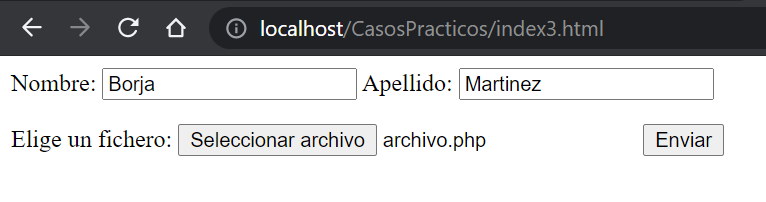 localhost/CasosPracticos/index3.html
Nombre: Borja Apellido: Martinez
Elige un fichero: Seleccionar archivo archivo.php Enviar